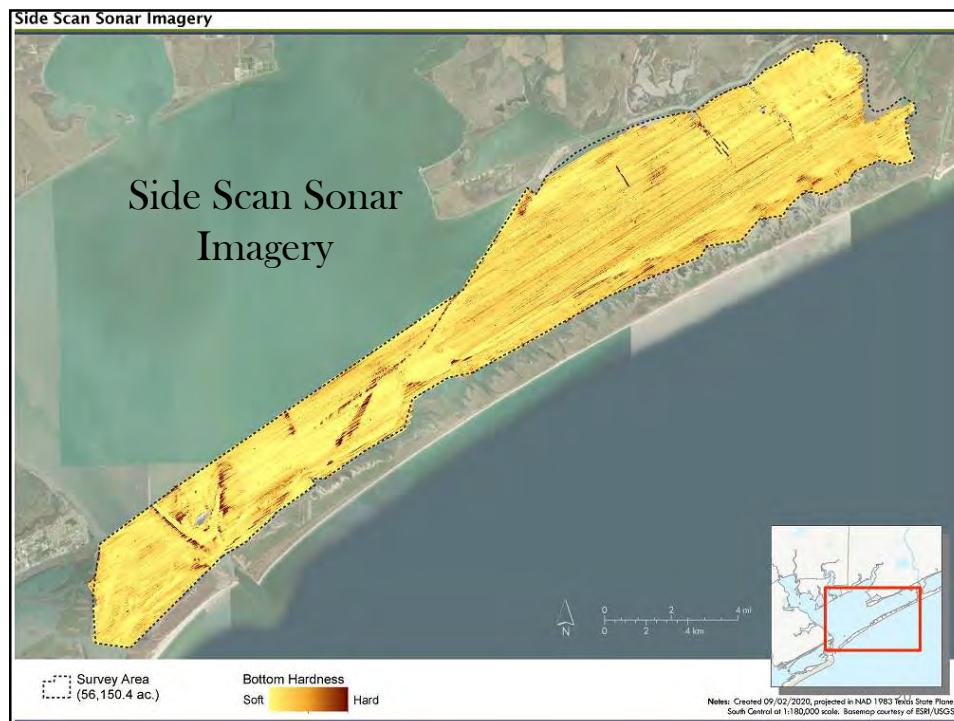 Side Scan Sonar Imagery
Side Scan Sonar
Imagery
N
0 2 4 mi
0 2 4 km
Survey Area
(56,150.4 ac.)
Bottom Hardness
Soft Hard
20
Notes: Created 09/02/2020, projected in NAD 1983 Texas State Plane
South Central at 1:180,000 scale. Basemap courtesy of ESRI/USGS